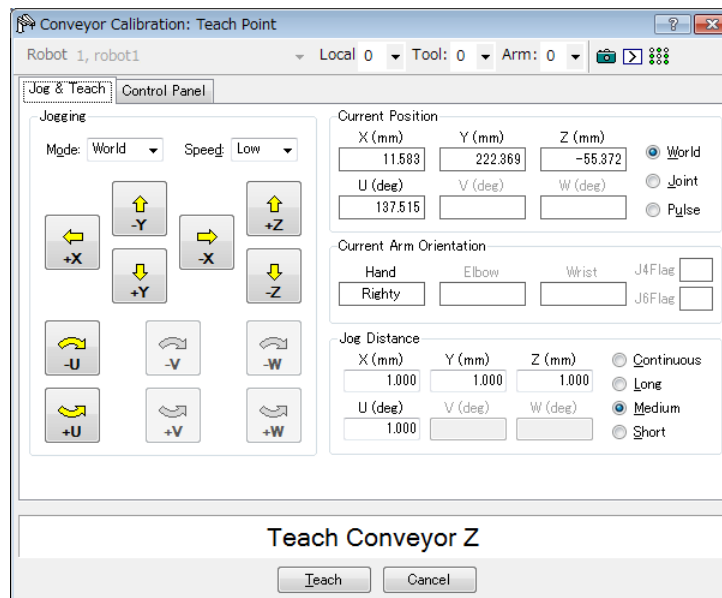 Conveyor Calibration: Teach Point
Robot 1, robot1 Local 0 Tool: 0 Arm: 0
Jog & Teach Control Panel
Jogging
Mode: World Speed: Low
+X -Y -X +Z
+Y -Z
-U -V -W
+U +V +W
Current Position
X (mm) Y (mm) Z (mm)
11.583 222.369 -55.372
U (deg) V (deg) W (deg)
137.515
World
Joint
Pulse
Current Arm Orientation
Hand Elbow Wrist J4Flag
Righty J6Flag
Jog Distance
X (mm) Y (mm) Z (mm)
1.000 1.000 1.000
U (deg) V (deg) W (deg)
1.000
Continuous
Long
Medium
Short
Teach Conveyor Z
Teach Cancel